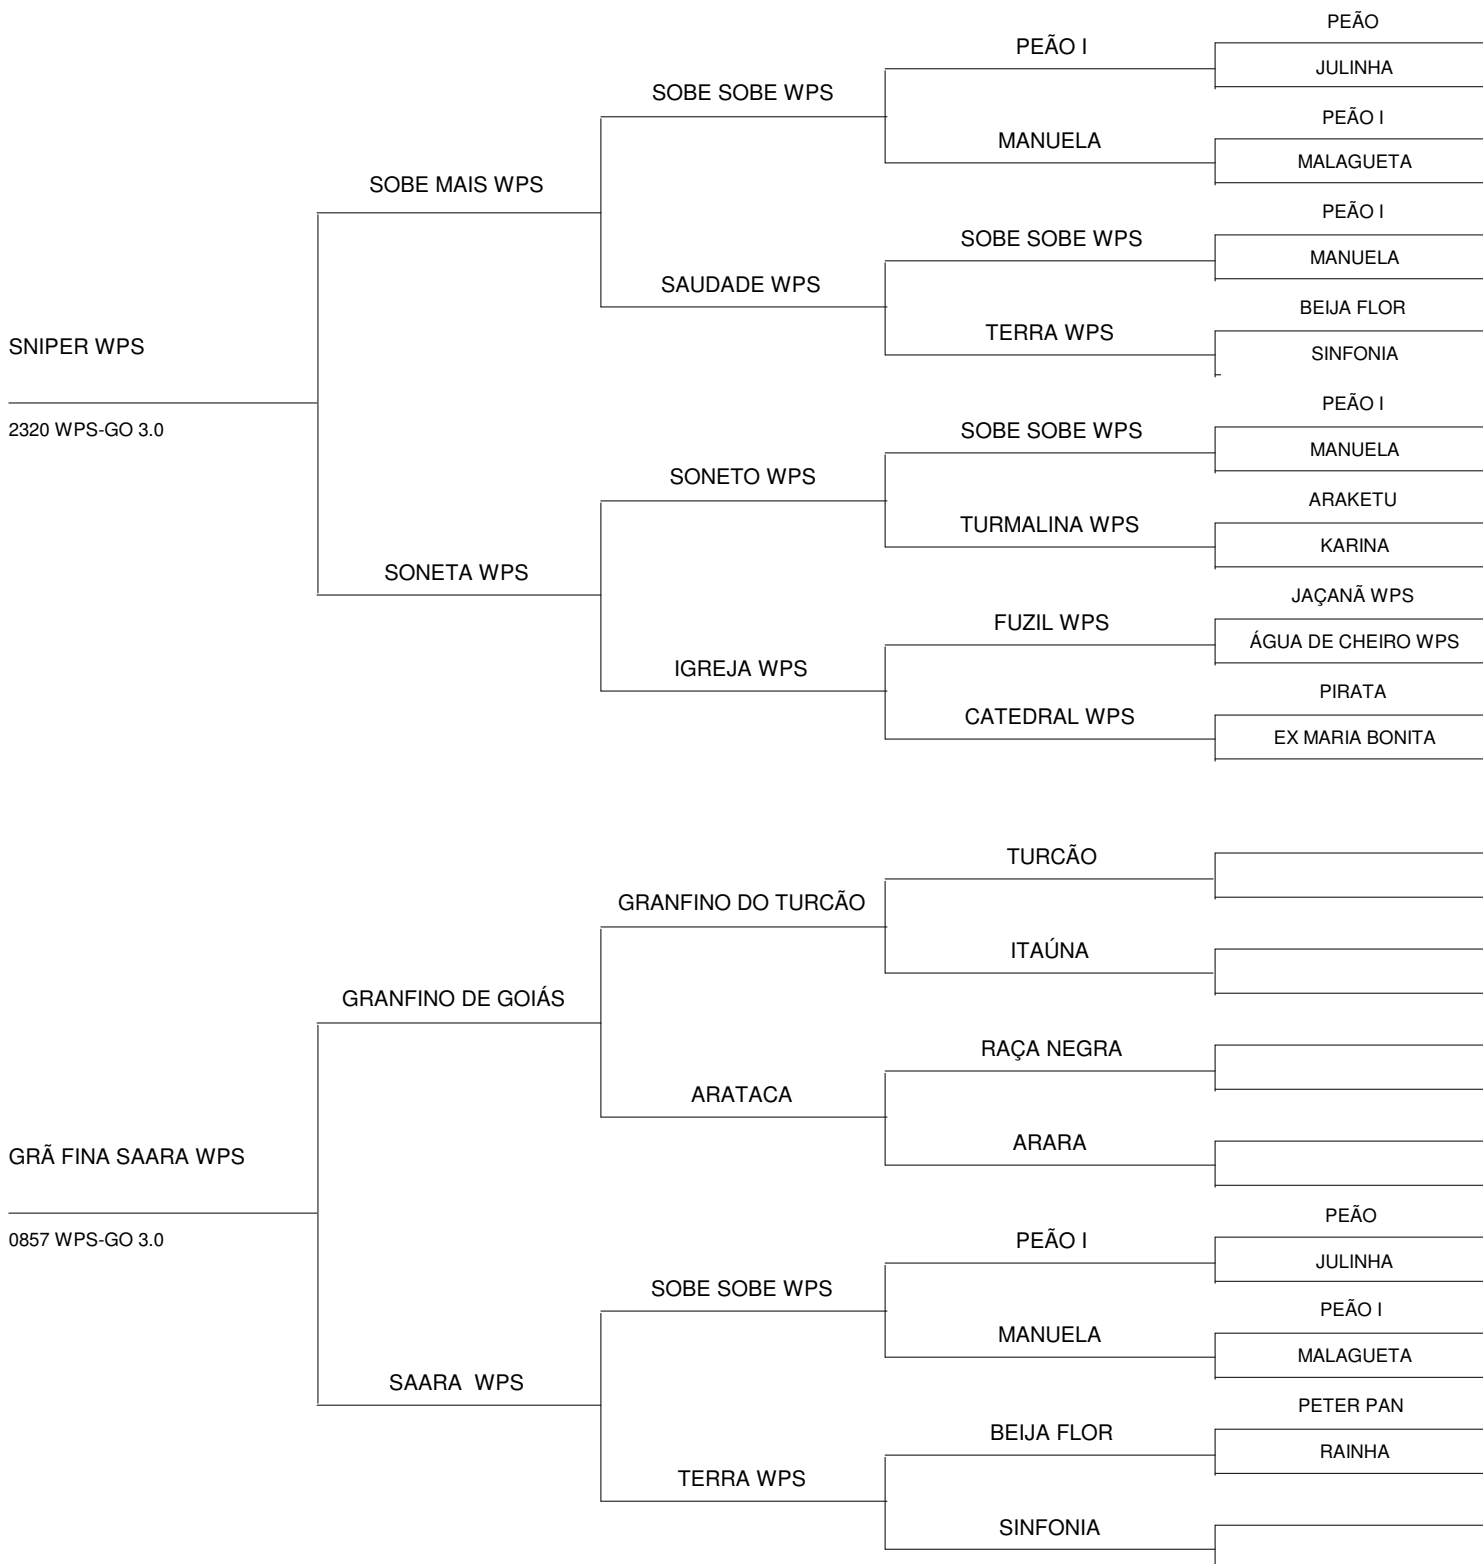 PEÃO
PEÃO I
JULINHA
SOBE SOBE WPS
PEÃO I
MANUELA
MALAGUETA
SOBE MAIS WPS
PEÃO I
SOBE SOBE WPS
MANUELA
SAUDADE WPS
BEIJA FLOR
TERRA WPS
SINFONIA
SNIPER WPS
2320 WPS-GO 3.0
PEÃO I
SOBE SOBE WPS
MANUELA
SONETO WPS
ARAKETU
TURMALINA WPS
KARINA
SONETA WPS
JAÇANÃ WPS
FUZIL WPS
ÁGUA DE CHEIRO WPS
IGREJA WPS
PIRATA
CATEDRAL WPS
EX MARIA BONITA
TURCÃO
GRANFINO DO TURCÃO
ITAÚNA
GRANFINO DE GOIÁS
RAÇA NEGRA
ARATACA
ARARA
GRÃ FINA SAARA WPS
0857 WPS-GO 3.0
PEÃO
PEÃO I
JULINHA
SOBE SOBE WPS
PEÃO I
MANUELA
MALAGUETA
SAARA WPS
PETER PAN
BEIJA FLOR
RAINHA
TERRA WPS
SINFONIA